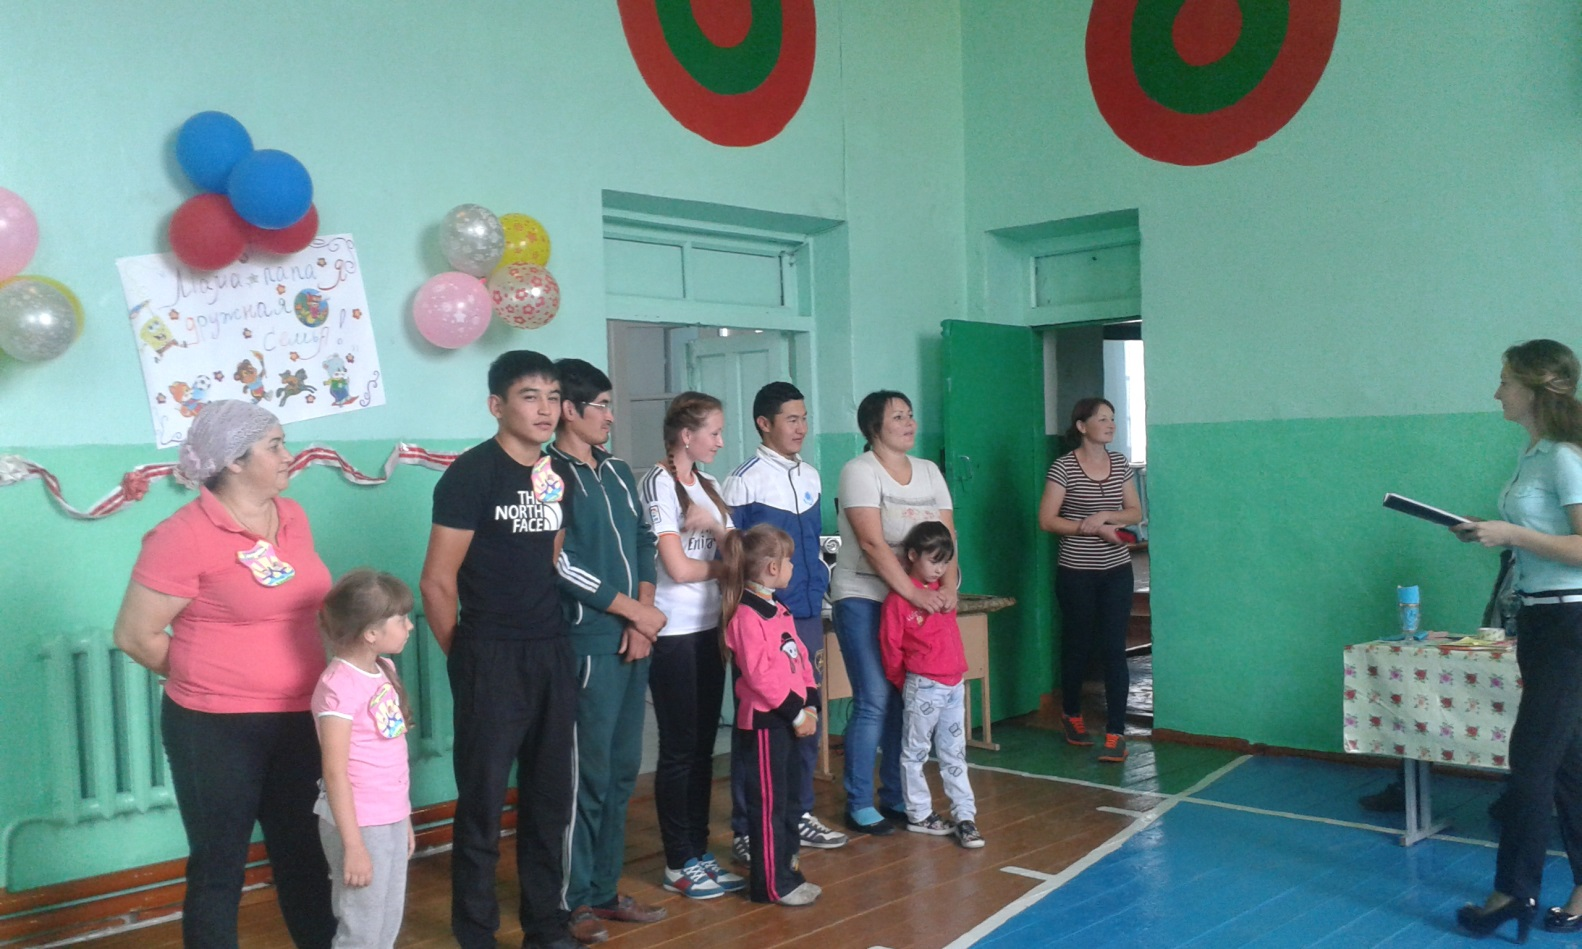 Мама ★ папа я
дружная
семья!
THE
NORTH
FACE